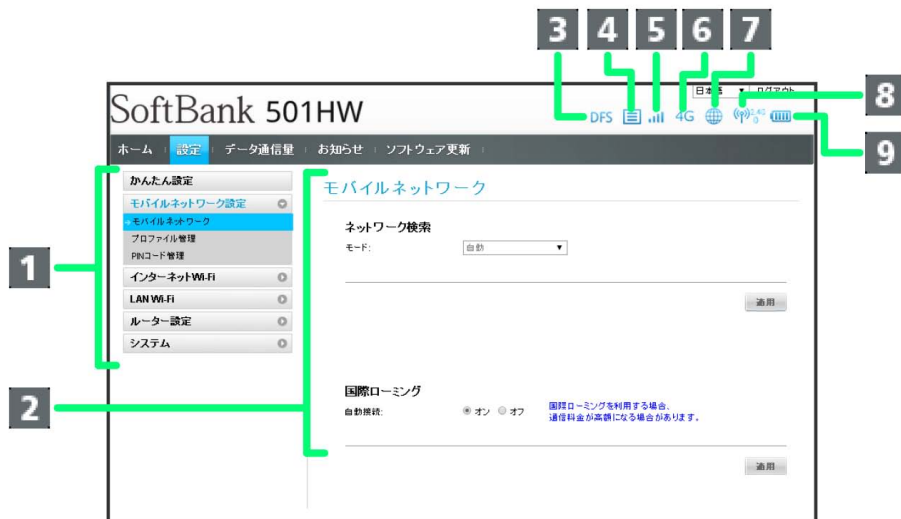 3 4 5 6 7
8
9
1
2
日本語 ▼ ログアウト
SoftBank 501HW
DFS 4G
ホーム 設定 データ通信量 お知らせ ソフトウェア更新
かんたん設定
モバイルネットワーク設定
モバイルネットワーク
プロファイル管理
PINコード管理
インターネットWi-Fi
LAN Wi-Fi
ルーター設定
システム
モバイルネットワーク
ネットワーク検索
モード: 自動 ▼
適用
国際ローミング
自動接続: オン オフ
国際ローミングを利用する場合、
通信料金が高額になる場合があります。
適用